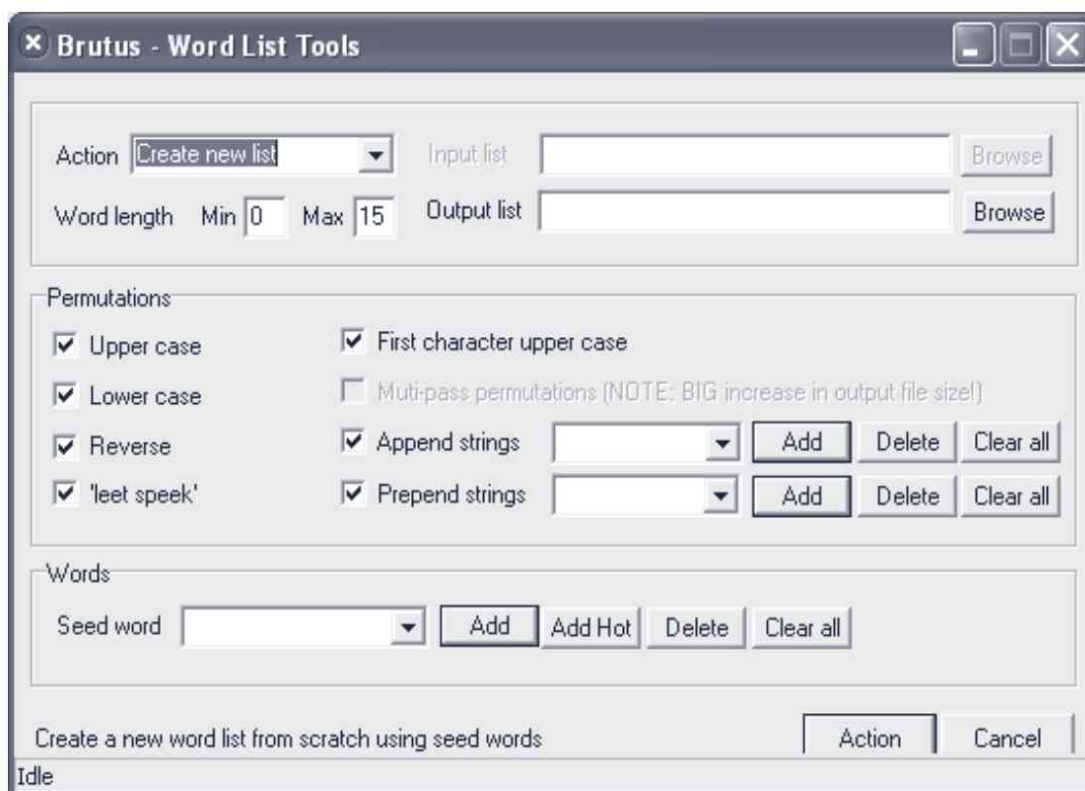 Brutus - Word List Tools
Action Create new list Input list Browse
Word length Min 0 Max 15 Output list Browse
Permutations
Upper case First character upper case
Lower case Muti-pass permutations (NOTE: BIG increase in output file size!)
Reverse Append strings Add Delete Clear all
'leet speek' Prepend strings Add Delete Clear all
Words
Seed word Add Add Hot Delete Clear all
Create a new word list from scratch using seed words Action Cancel
Idle